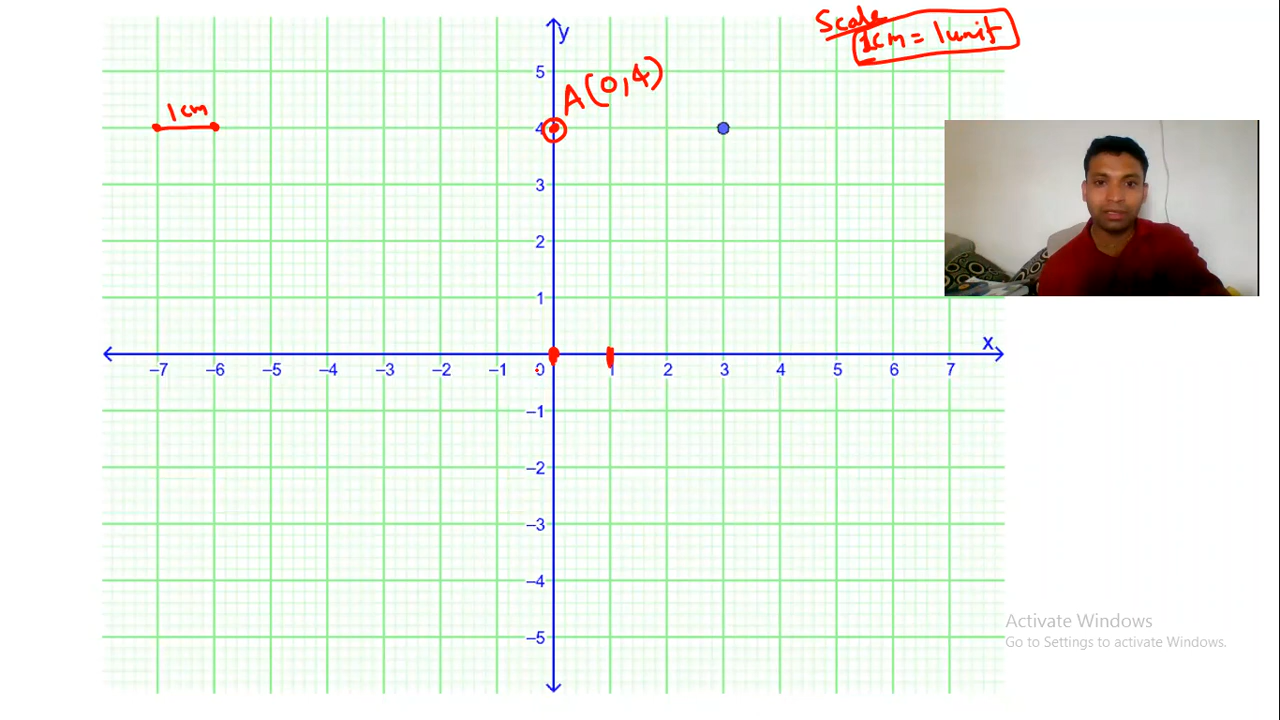 Scale
1cm = 1unit
y
5
A(0,4)
1cm
4
3
2
1
x
–7 –6 –5 –4 –3 –2 –1 0 1 2 3 4 5 6 7
–1
–2
–3
–4
–5
Activate Windows
Go to Settings to activate Windows.